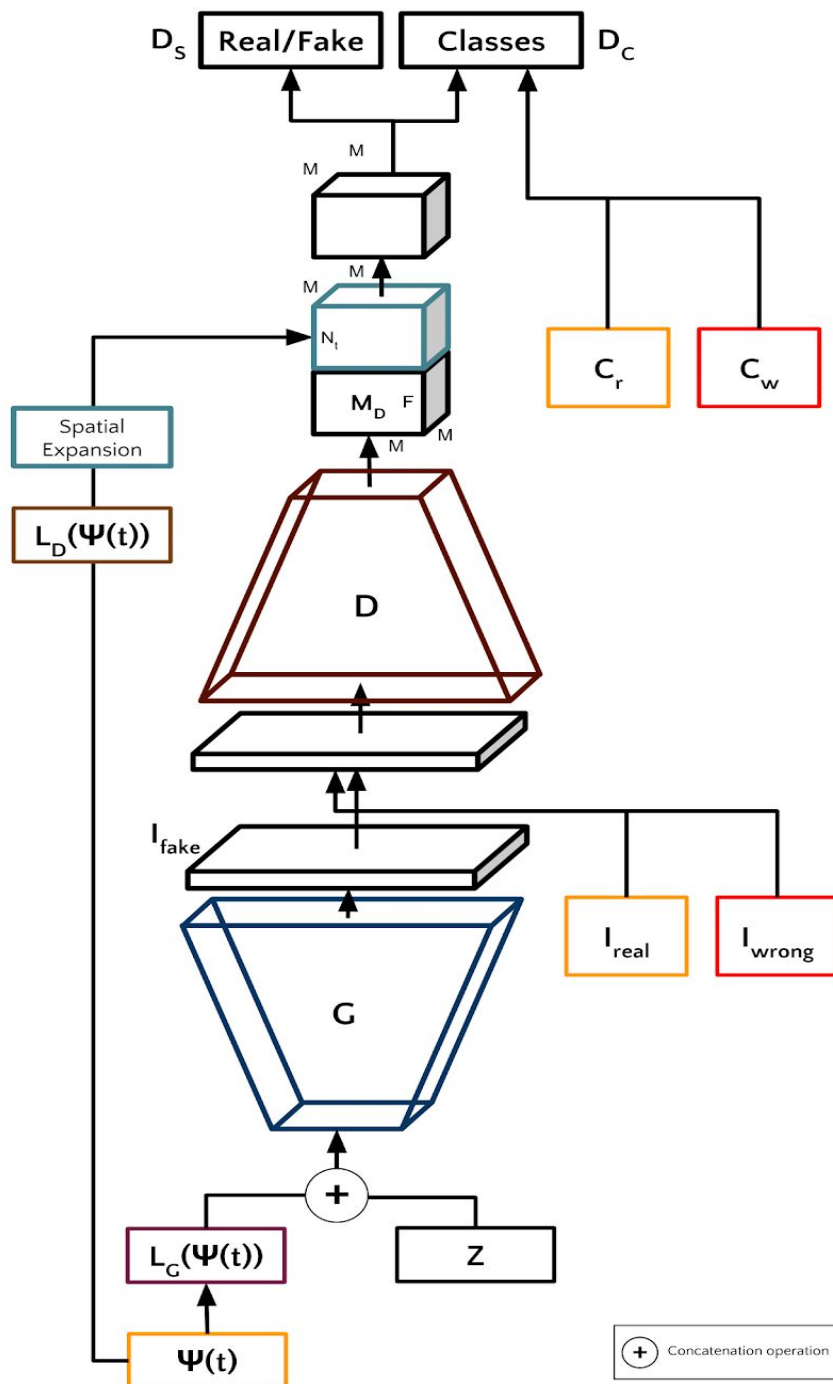 D_S Real/Fake Classes D_C
M
M
M
M
N_t
C_r C_w
M_D F
M
M
Spatial
Expansion
L_D(Ψ(t))
D
I_fake
I_real I_wrong
G
+
L_G(Ψ(t)) Z
Ψ(t)
+ Concatenation operation